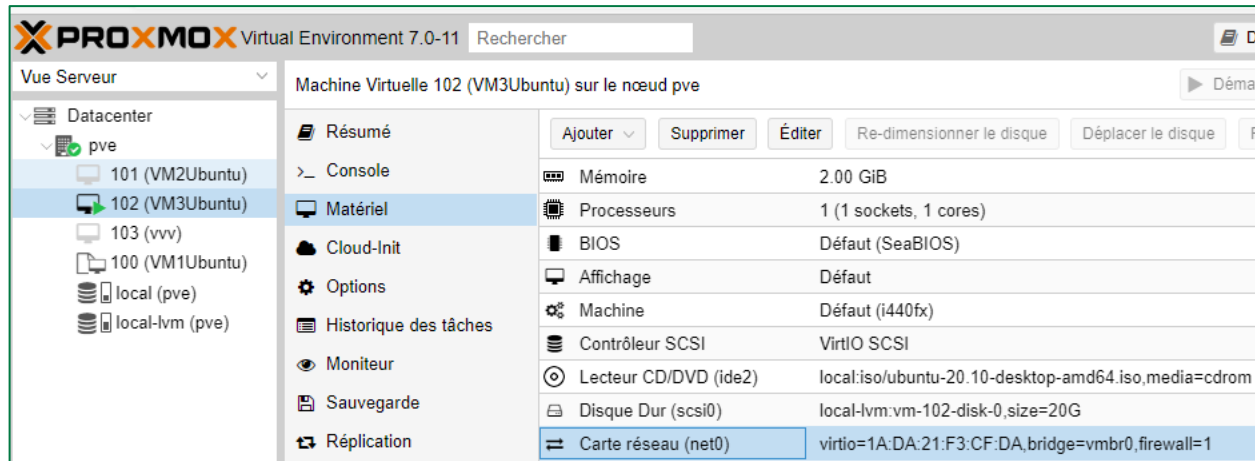 PROXMOX Virtual Environment 7.0-11 Rechercher
Vue Serveur
Machine Virtuelle 102 (VM3Ubuntu) sur le nœud pve
Datacenter
pve
101 (VM2Ubuntu)
102 (VM3Ubuntu)
103 (vvv)
100 (VM1Ubuntu)
local (pve)
local-lvm (pve)
Résumé
Console
Matériel
Cloud-Init
Options
Historique des tâches
Moniteur
Sauvegarde
Réplication
Ajouter Supprimer Éditer Re-dimensionner le disque Déplacer le disque
Mémoire 2.00 GiB
Processeurs 1 (1 sockets, 1 cores)
BIOS Défaut (SeaBIOS)
Affichage Défaut
Machine Défaut (i440fx)
Contrôleur SCSI VirtIO SCSI
Lecteur CD/DVD (ide2) local:iso/ubuntu-20.10-desktop-amd64.iso,media=cdrom
Disque Dur (scsi0) local-lvm:vm-102-disk-0,size=20G
Carte réseau (net0) virtio=1A:DA:21:F3:CF:DA,bridge=vmbr0,firewall=1